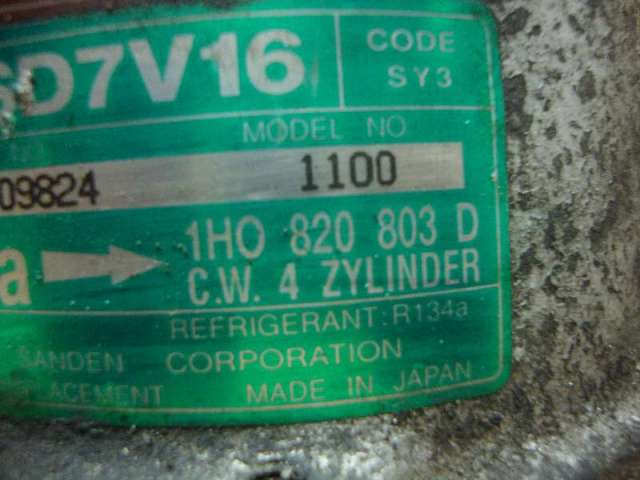 SD7V16
CODE
SY3
MODEL NO
09824 1100
a 1HO 820 803 D
C.W. 4 ZYLINDER
REFRIGERANT: R134a
SANDEN CORPORATION
MADE IN JAPAN